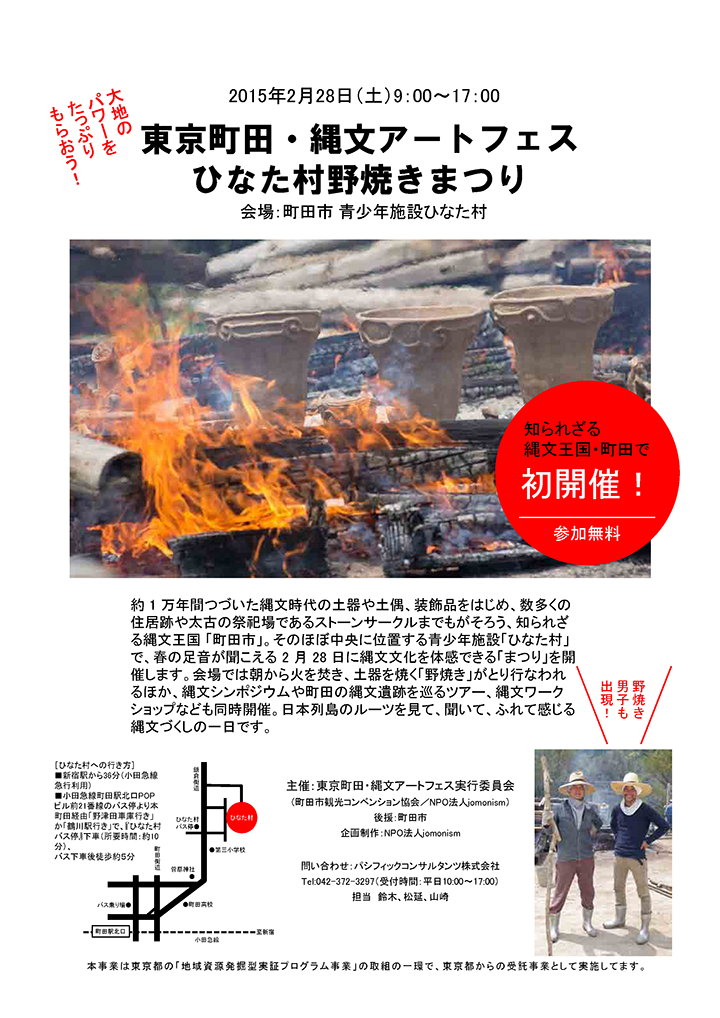 2015年2月28日（土）9：00～17：00
大地の
パワーを
たっぷり
もらおう！
東京町田・縄文アートフェス
ひなた村野焼きまつり
会場：町田市 青少年施設ひなた村
知られざる
縄文王国・町田で
初開催！
参加無料
約１万年間つづいた縄文時代の土器や土偶、装飾品をはじめ、数多くの
住居跡や太古の祭祀場であるストーンサークルまでもがそろう、知られざ
る縄文王国「町田市」。そのほぼ中央に位置する青少年施設「ひなた村」
で、春の足音が聞こえる２月 28 日に縄文文化を体感できる「まつり」を開
催します。会場では朝から火を焚き、土器を焼く「野焼き」がとり行なわれ
るほか、縄文シンポジウムや町田の縄文遺跡を巡るツアー、縄文ワーク
ショップなども同時開催。日本列島のルーツを見て、聞いて、ふれて感じる
縄文づくしの一日です。
野焼き
男子も
出現！
［ひなた村への行き方］
■新宿駅から36分（小田急線
急行利用）
■小田急線町田駅北口POP
ビル前21番線のバス停より本
町田経由「野津田車庫行き」
か「鶴川駅行き」で、『ひなた村
バス停』下車（所要時間：約10
分）、
バス下車後徒歩約５分
鎌倉街道
ひなた村
バス停
ひなた村
第三小学校
町田街道
菅原神社
バス乗り場
町田高校
町田駅北口
至新宿
小田急線
主催：東京町田・縄文アートフェス実行委員会
（町田市観光コンベンション協会／NPO法人jomonism）
後援：町田市
企画制作：NPO法人jomonism
問い合わせ：パシフィックコンサルタンツ株式会社
Tel:042-372-3297（受付時間：平日10:00～17:00）
担当　鈴木、松延、山崎
本事業は東京都の「地域資源発掘型実証プログラム事業」の取組の一環で、東京都からの受託事業として実施してます。